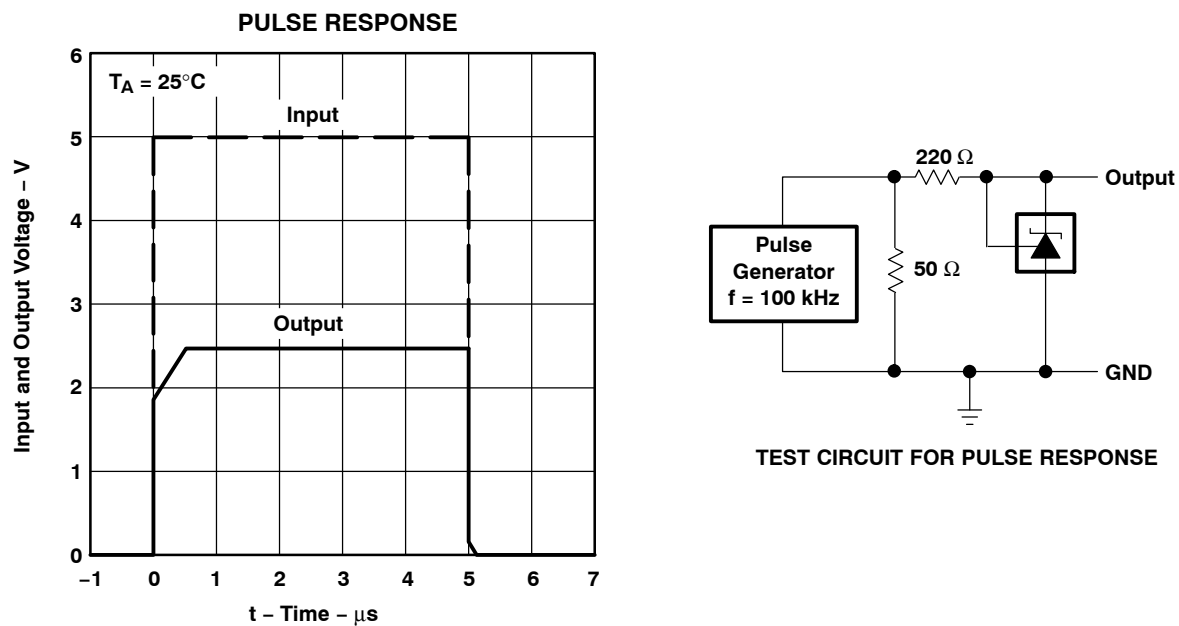 PULSE RESPONSE
6
5
4
3
2
1
0
Input and Output Voltage – V
TA = 25°C
Input
Output
–1 0 1 2 3 4 5 6 7
t – Time – μs
220 Ω
Output
Pulse
Generator
f = 100 kHz
50 Ω
GND
TEST CIRCUIT FOR PULSE RESPONSE